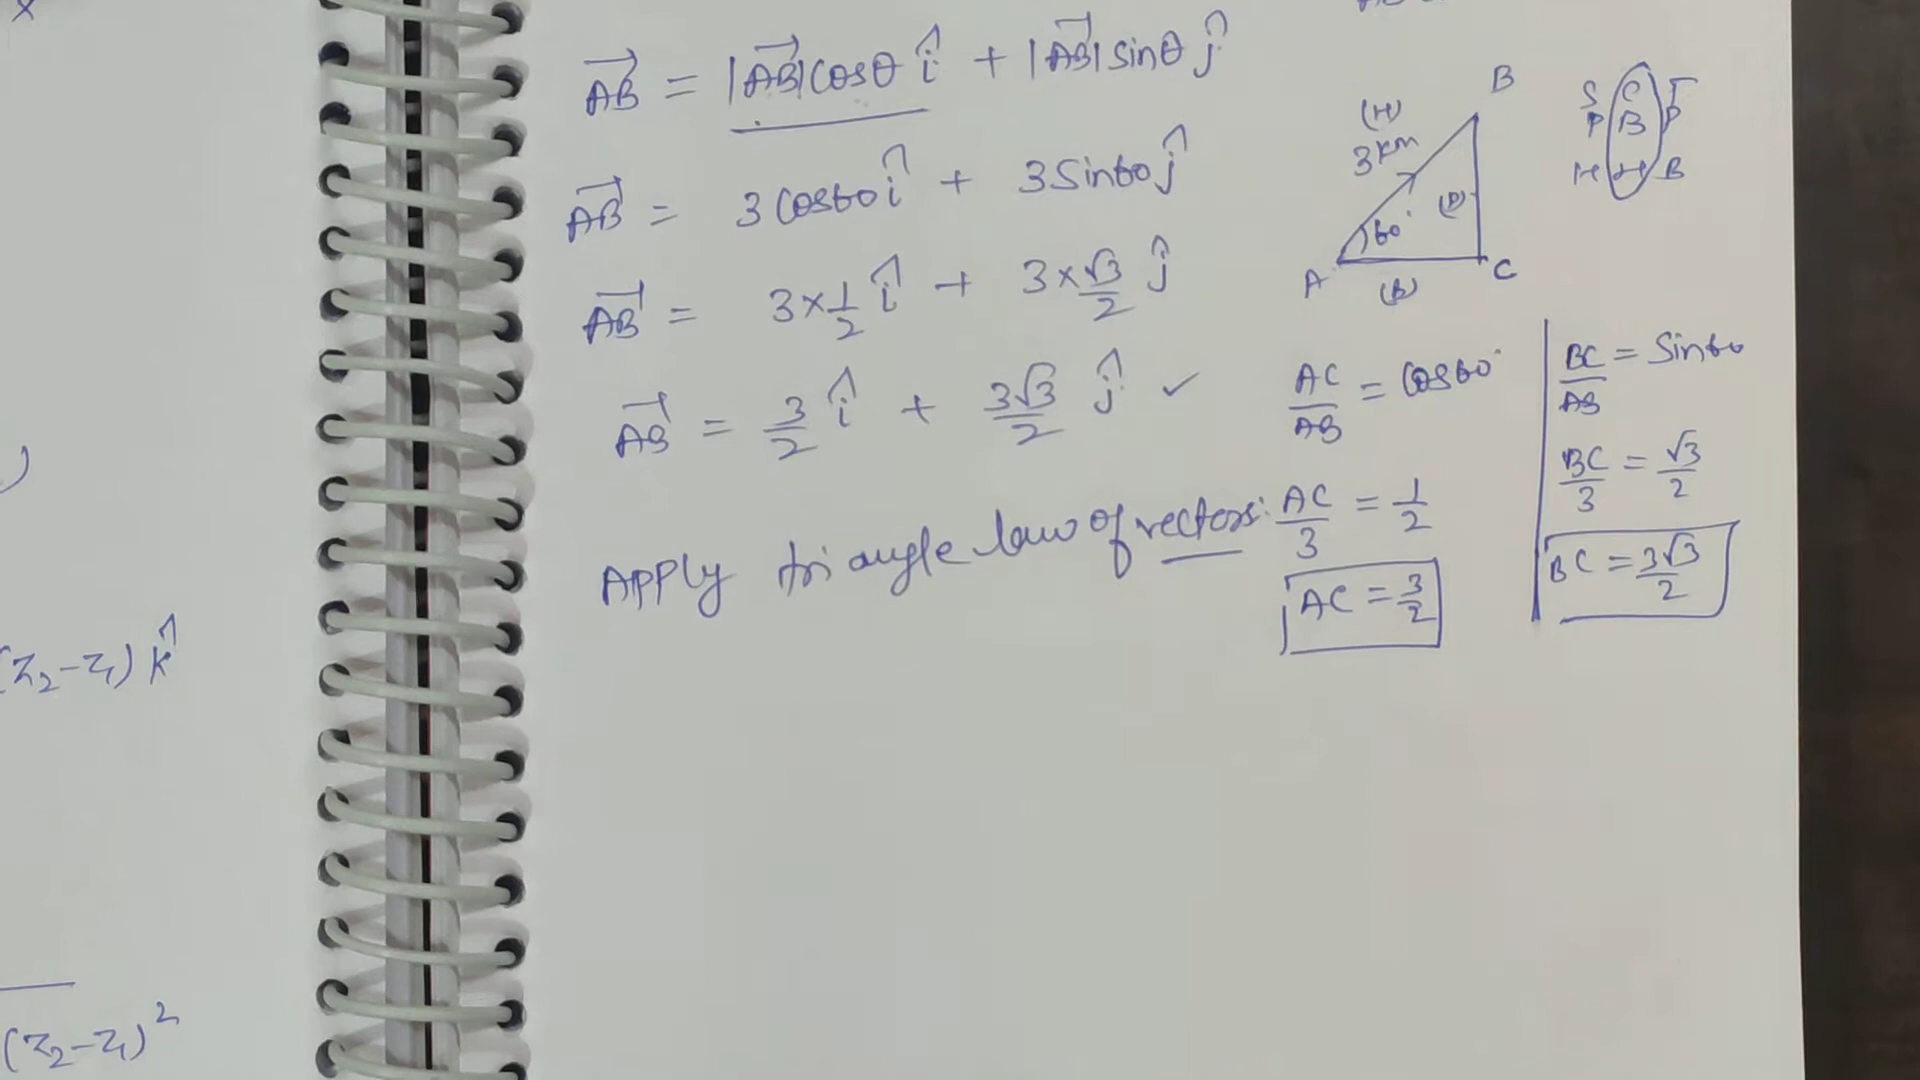 x
)
(z₂-z₁) k̂
(z₂-z₁)²
AB⃗ = |AB⃗|cosθ î + |AB⃗|sinθ ĵ
AB⃗ = 3 cos60 î + 3 Sin60 ĵ
AB⃗ = 3×1/2 î + 3×√3/2 ĵ
AB⃗ = 3/2 î + 3√3/2 ĵ ✓
Apply triangle law of vectors:
B
(H)
3 km
60°
(P)
A
(B)
C
S C T
P B P
H H B
AC/AB = cos60°
AC/3 = 1/2
AC = 3/2
BC/AB = Sin60
BC/3 = √3/2
BC = 3√3/2